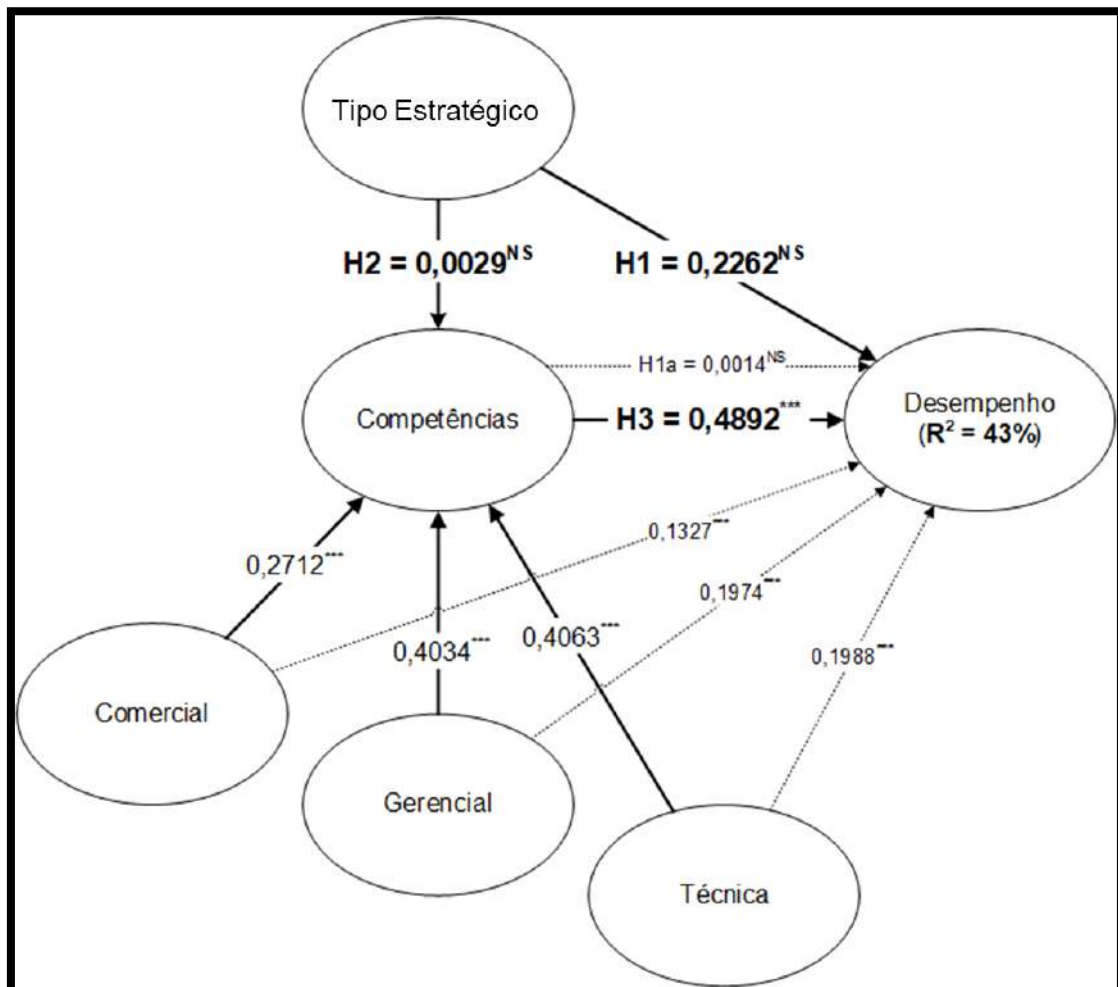 Tipo Estratégico
H2 = 0,0029NS
H1 = 0,2262NS
H1a = 0,0014NS
Competências
H3 = 0,4892***
Desempenho
(R² = 43%)
0,2712***
0,1327***
0,1974***
0,4034***
0,4063***
0,1988***
Comercial
Gerencial
Técnica